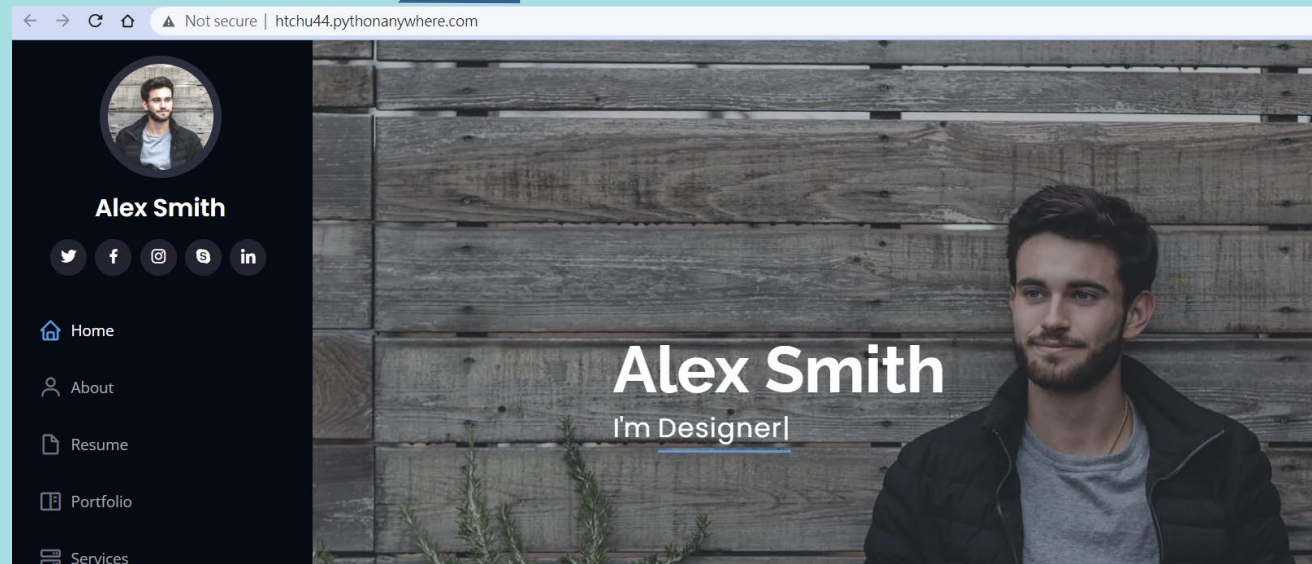 Not secure | htchu44.pythonanywhere.com
Alex Smith
Home
About
Resume
Portfolio
Services
Alex Smith
I'm Designer|